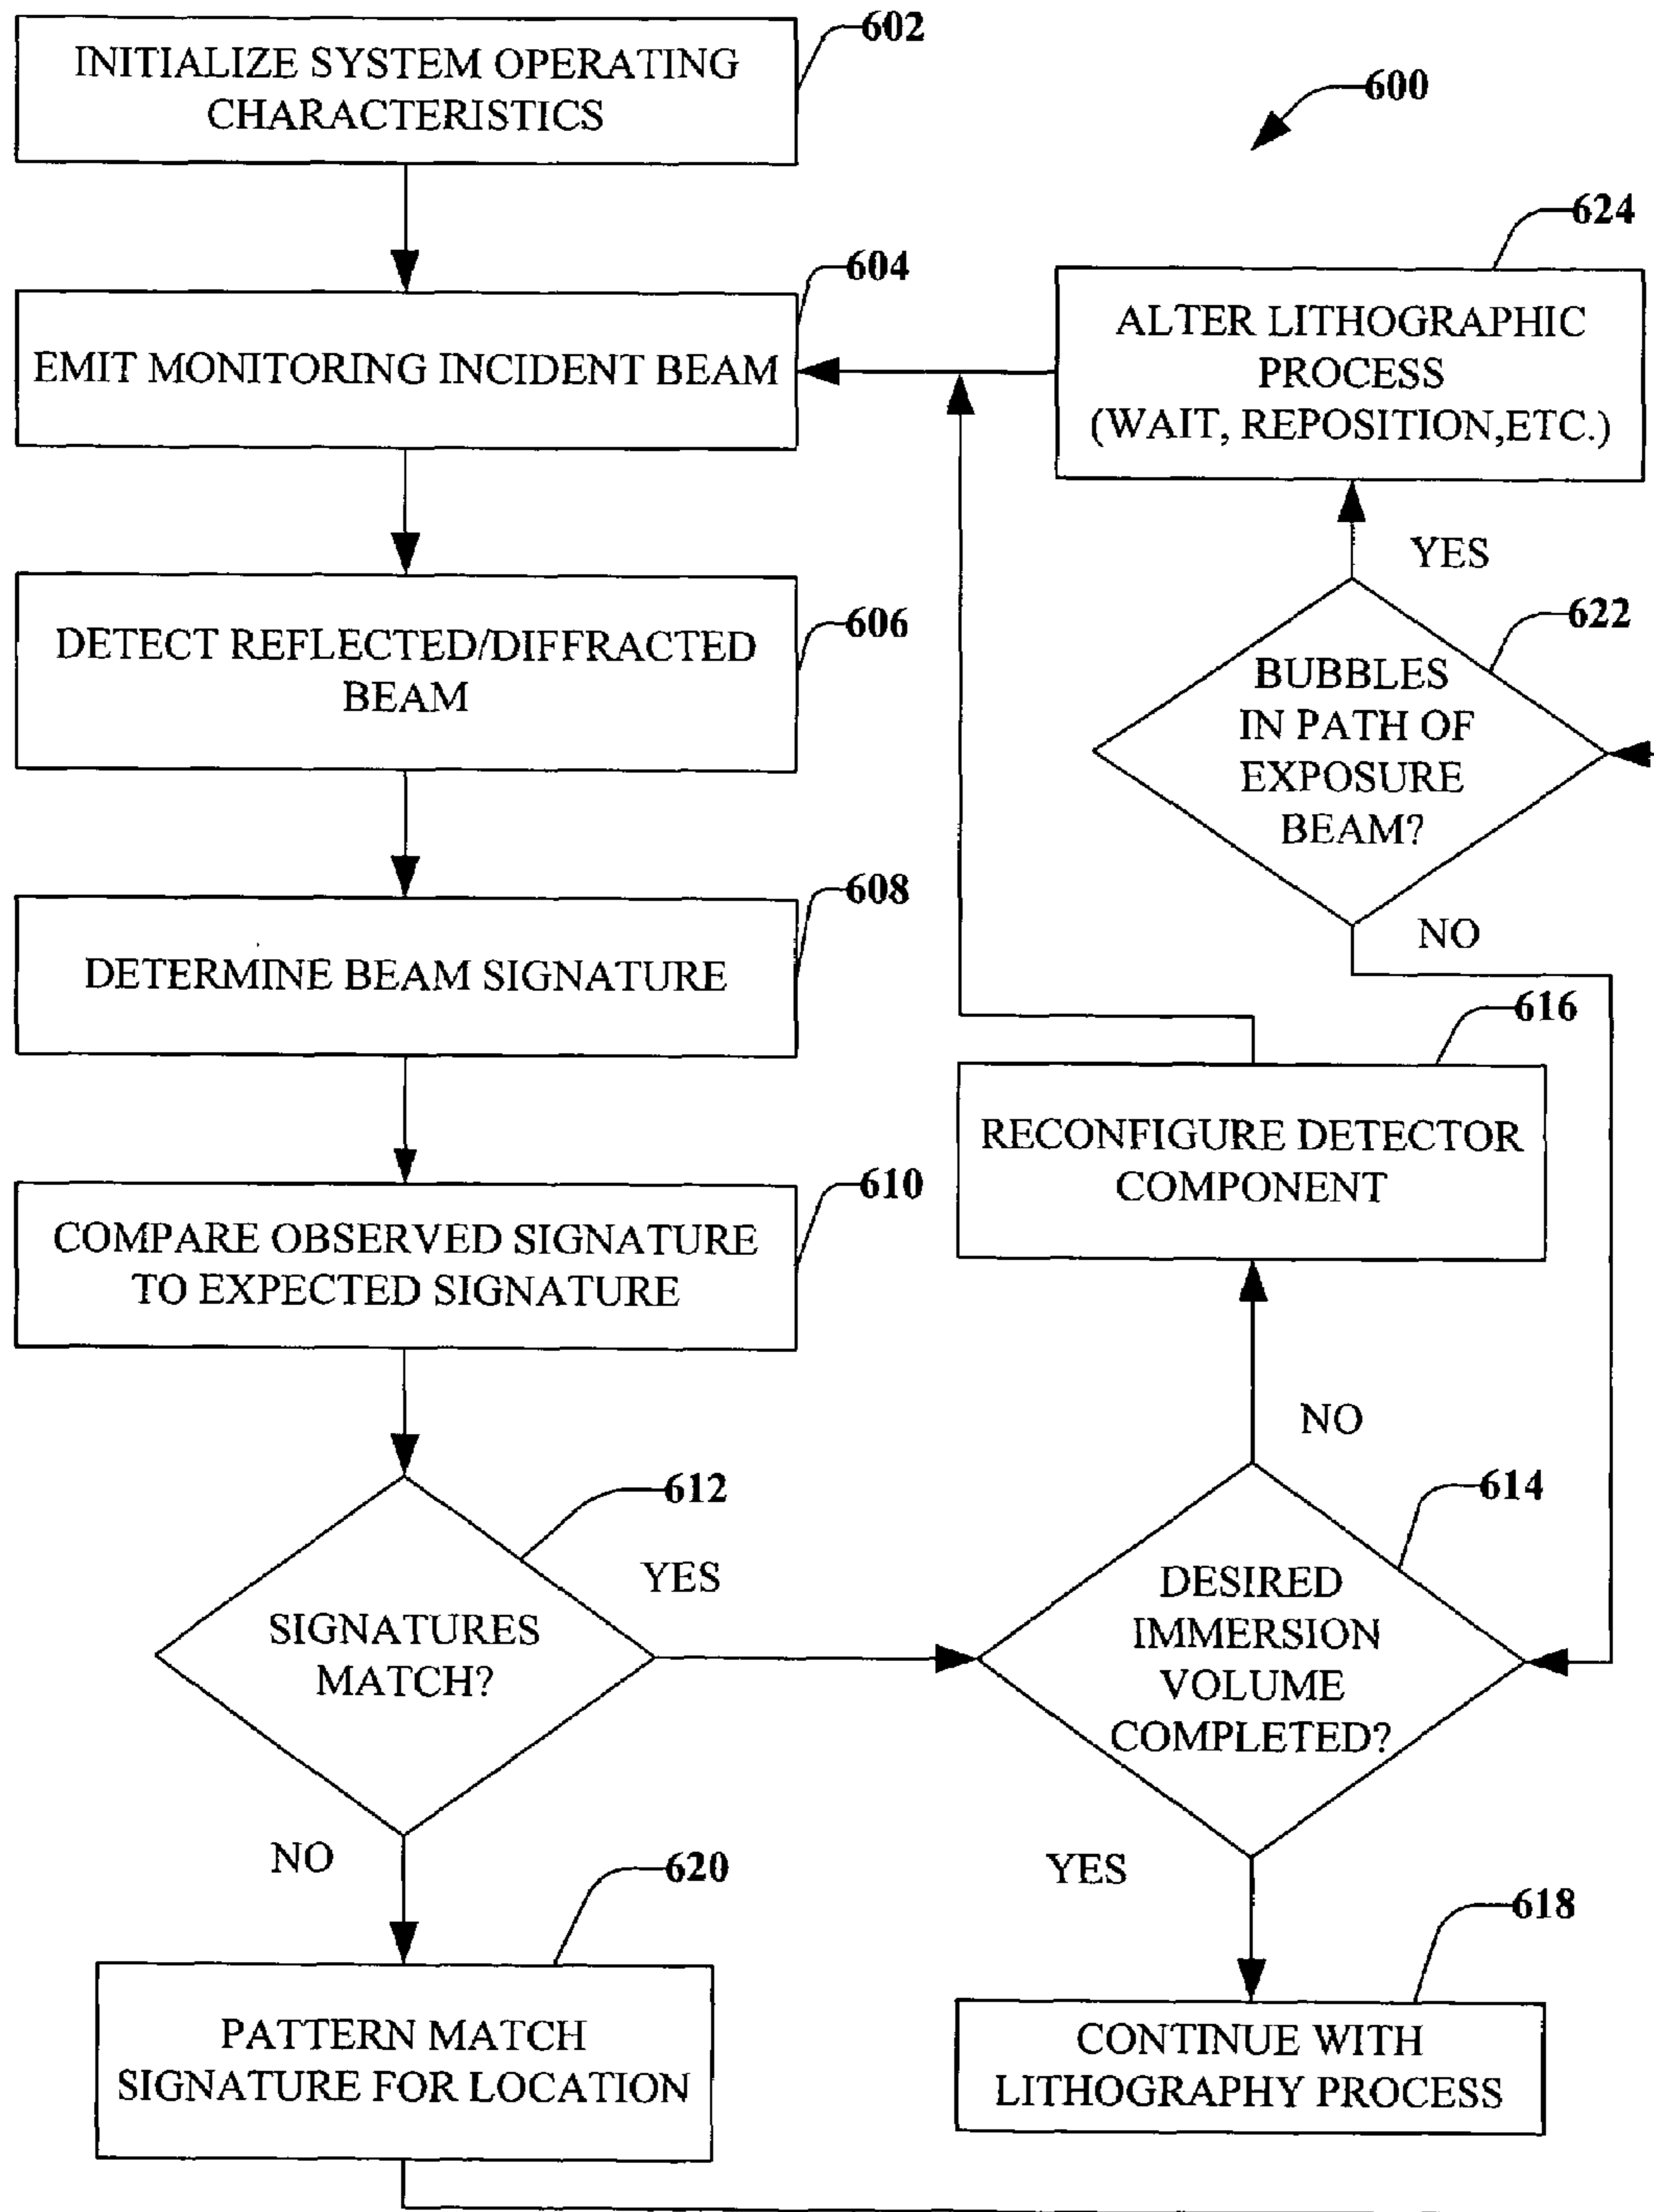 602
INITIALIZE SYSTEM OPERATING
CHARACTERISTICS
600
604
EMIT MONITORING INCIDENT BEAM
624
ALTER LITHOGRAPHIC
PROCESS
(WAIT, REPOSITION,ETC.)
YES
606
DETECT REFLECTED/DIFFRACTED
BEAM
622
BUBBLES
IN PATH OF
EXPOSURE
BEAM?
NO
608
DETERMINE BEAM SIGNATURE
616
RECONFIGURE DETECTOR
COMPONENT
610
COMPARE OBSERVED SIGNATURE
TO EXPECTED SIGNATURE
NO
612
SIGNATURES
MATCH?
YES
614
DESIRED
IMMERSION
VOLUME
COMPLETED?
NO
YES
620
PATTERN MATCH
SIGNATURE FOR LOCATION
618
CONTINUE WITH
LITHOGRAPHY PROCESS